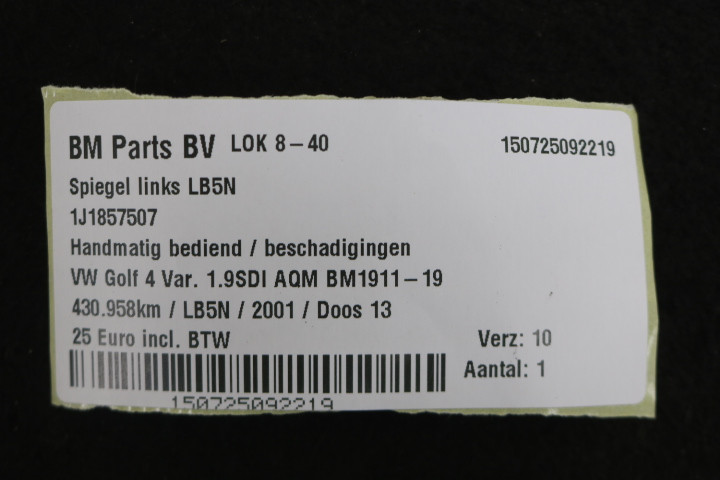 BM Parts BV LOK 8-40 150725092219
Spiegel links LB5N
1J1857507
Handmatig bediend / beschadigingen
VW Golf 4 Var. 1.9SDI AQM BM1911-19
430.958km / LB5N / 2001 / Doos 13
25 Euro incl. BTW Verz: 10
Aantal: 1
150725092219